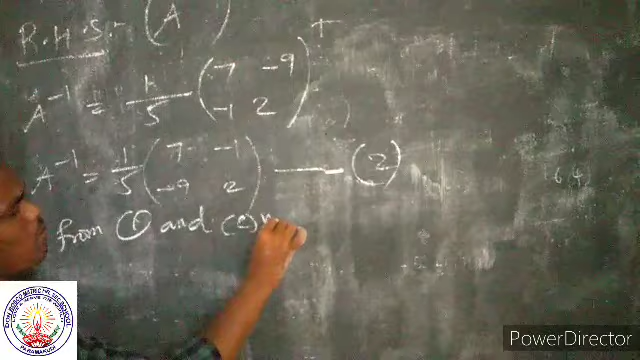 R.H.S:- (A
A⁻¹ = 1/5 (7 -9 / -1 2)ᵀ
A⁻¹ = 1/5 (7 -1 / -9 2) — (2)
from (1) and (2)
PowerDirector